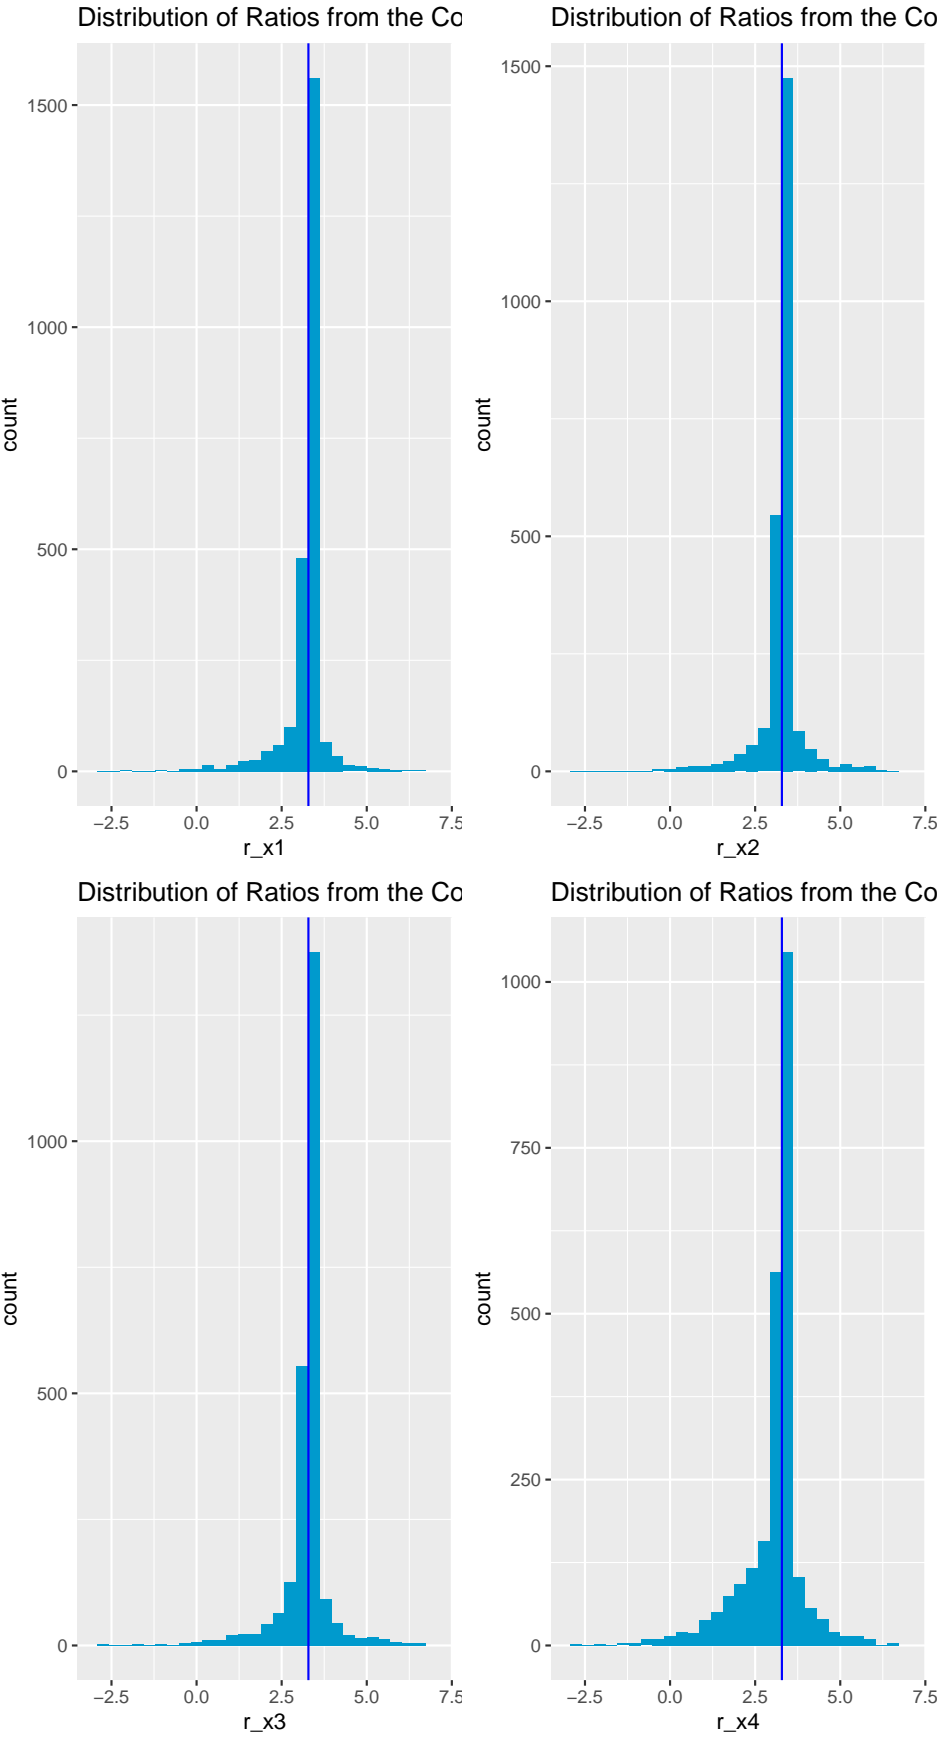 Distribution of Ratios from the Co
1500
1000
500
0
count
−2.5 0.0 2.5 5.0 7.5
r_x1
Distribution of Ratios from the Co
1500
1000
500
0
count
−2.5 0.0 2.5 5.0 7.5
r_x2
Distribution of Ratios from the Co
1000
500
0
count
−2.5 0.0 2.5 5.0 7.5
r_x3
Distribution of Ratios from the Co
1000
750
500
250
0
count
−2.5 0.0 2.5 5.0 7.5
r_x4